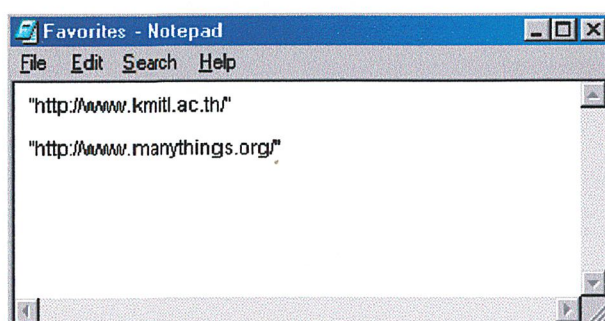 Favorites - Notepad
File Edit Search Help
"http://www.kmitl.ac.th/"
"http://www.manythings.org/"